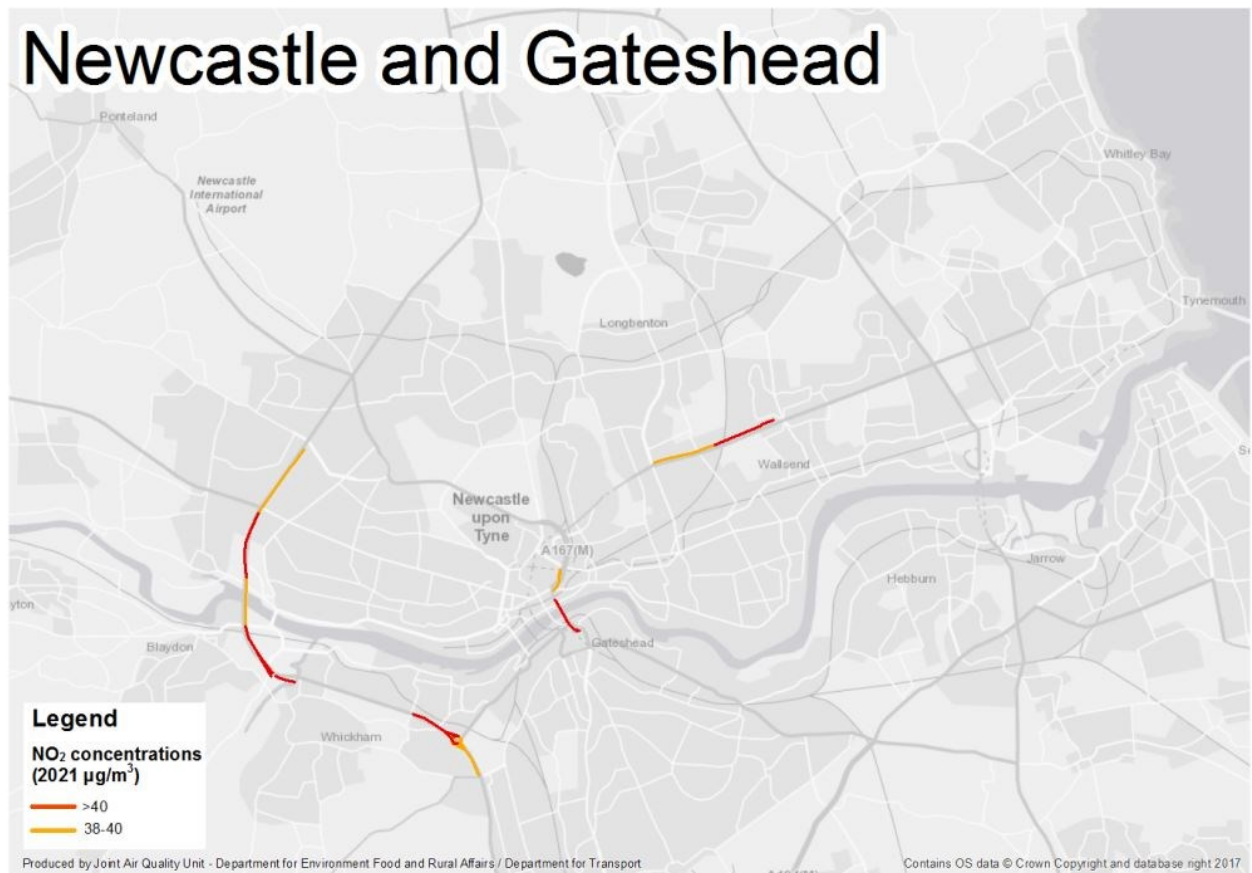 Newcastle and Gateshead
Ponteland
Whitley Bay
Newcastle
International
Airport
Tynemouth
Longbenton
Wallsend
Newcastle
upon
Tyne
A167(M)
Jarrow
Hebburn
yton
Blaydon
Gateshead
Whickham
Legend
NO₂ concentrations
(2021 µg/m³)
>40
38-40
Produced by Joint Air Quality Unit - Department for Environment Food and Rural Affairs / Department for Transport
Contains OS data © Crown Copyright and database right 2017